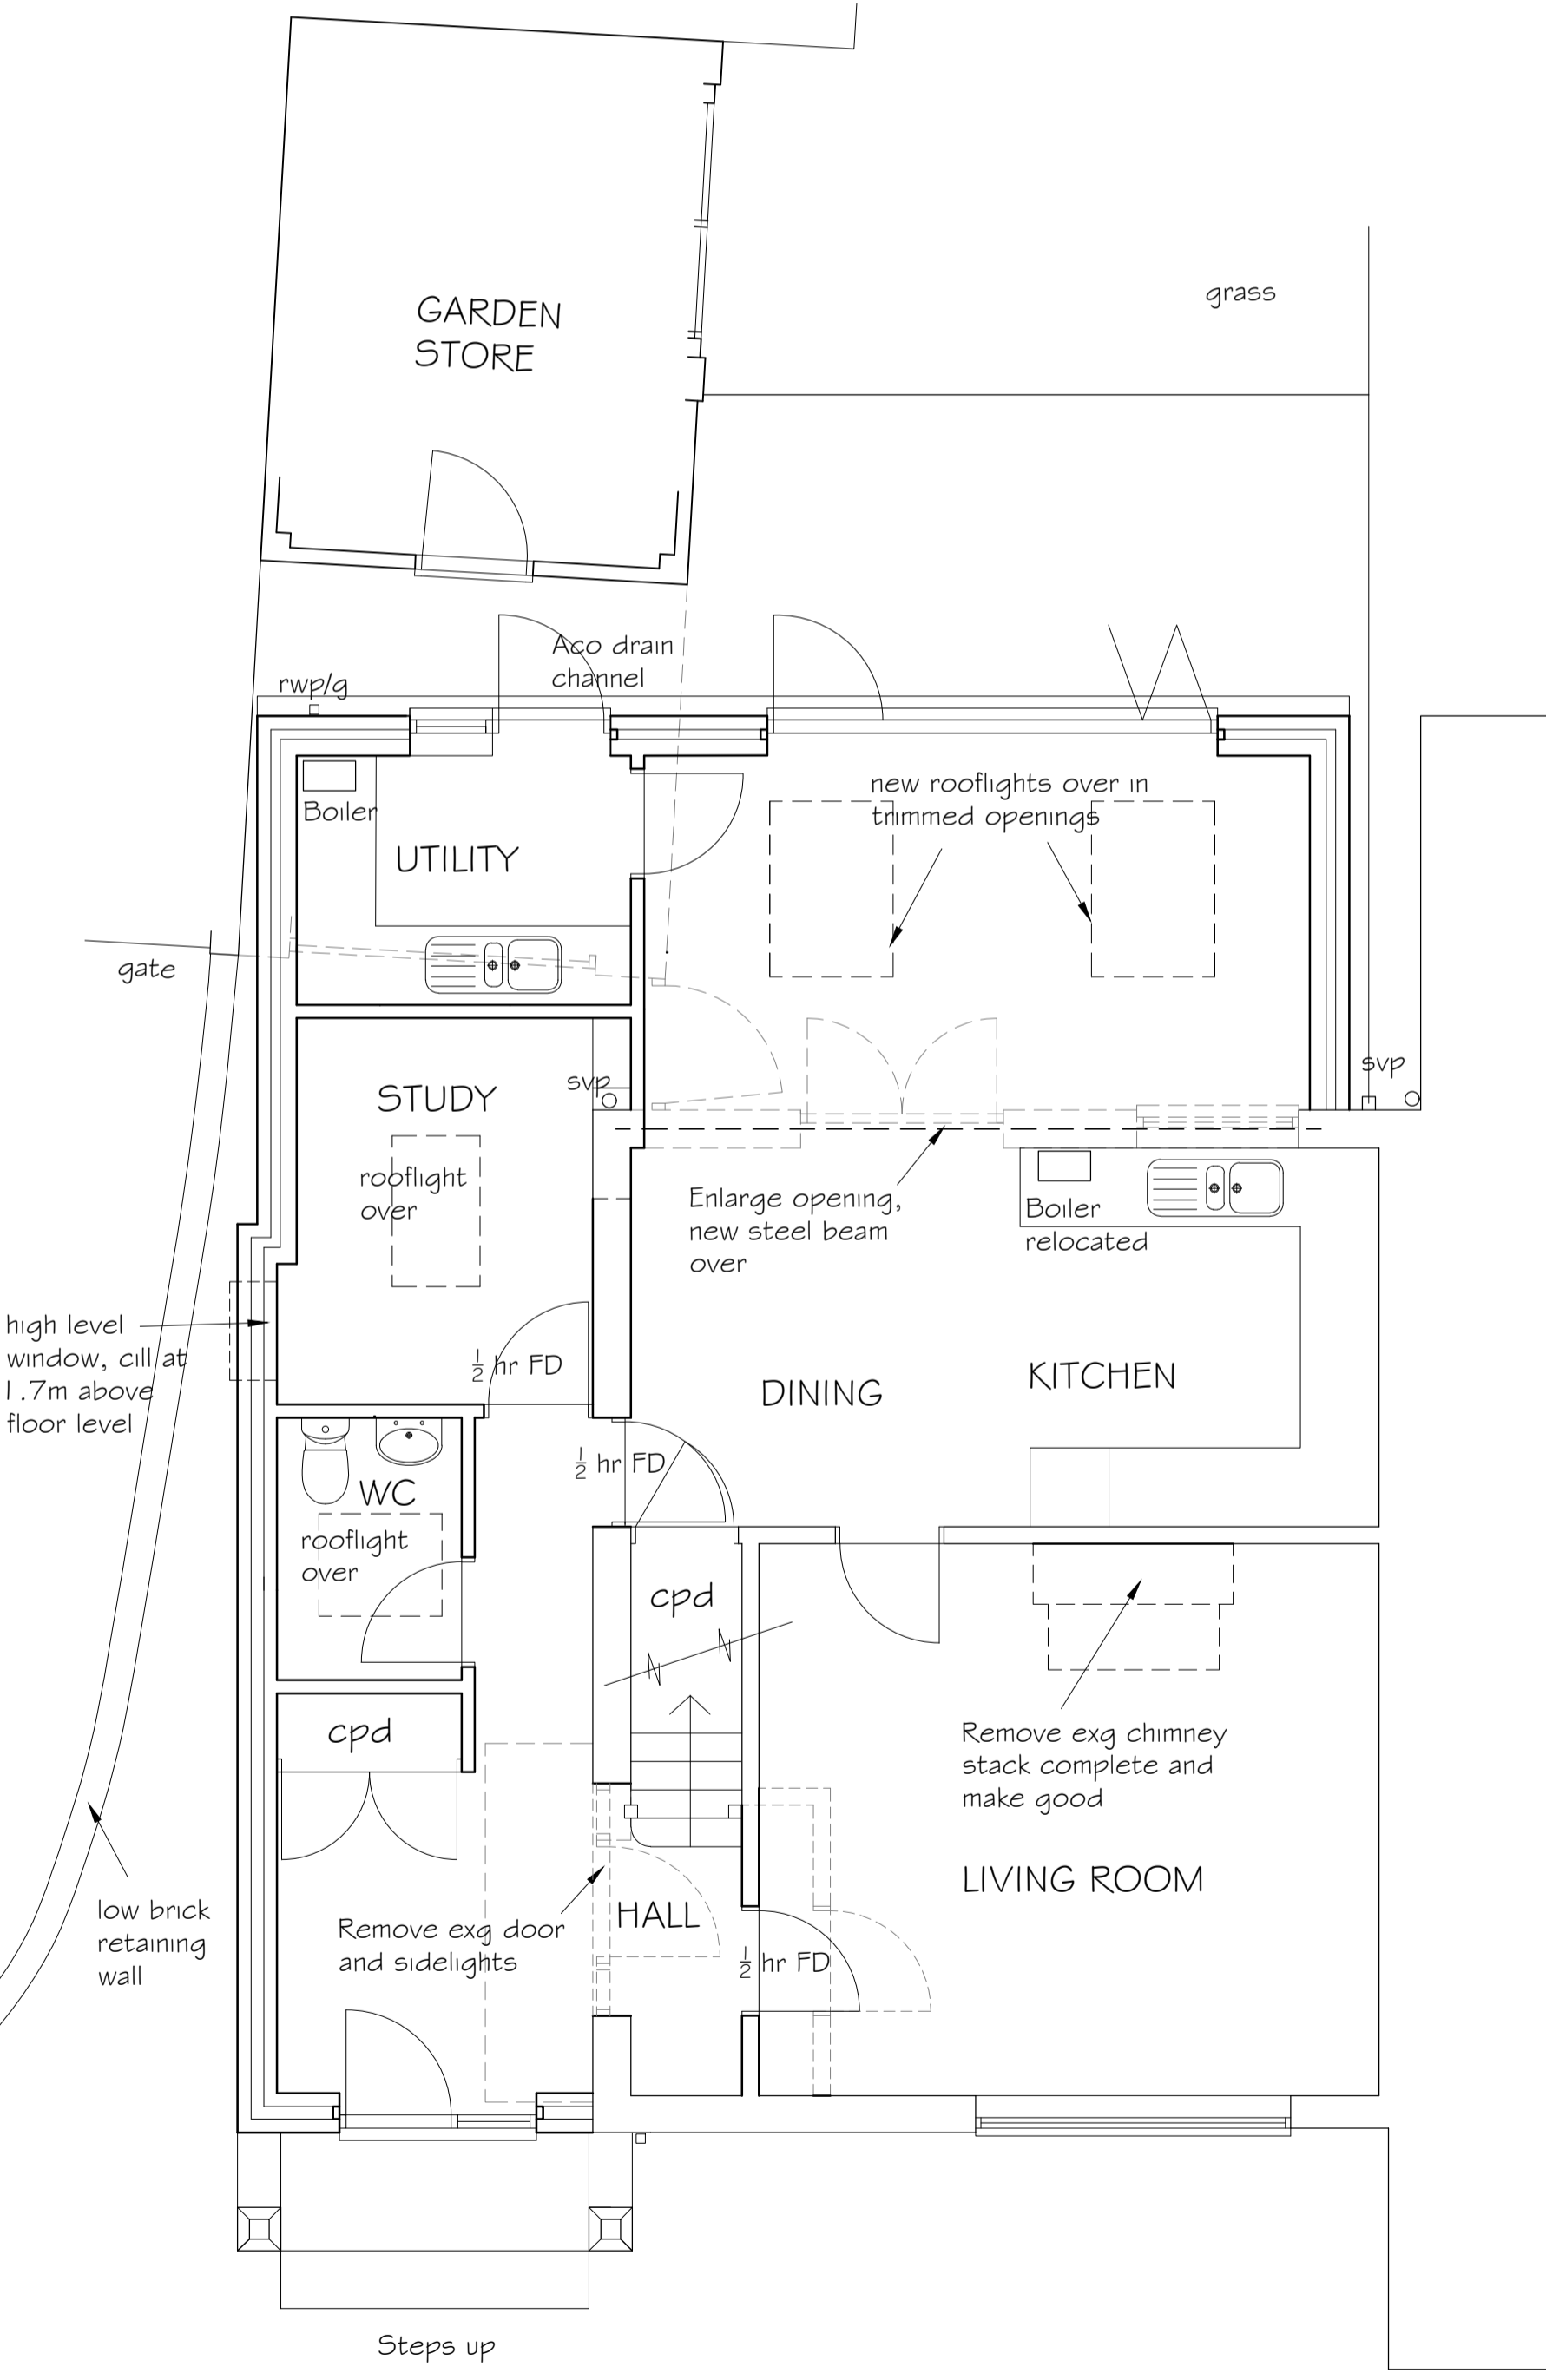 GARDEN
STORE
grass
Aco drain
channel
rwp/g
new rooflights over in
trimmed openings
Boiler
UTILITY
gate
STUDY
svp
svp
rooflight
over
Enlarge opening,
new steel beam
over
Boiler
relocated
high level
window, cill at
1.7m above
floor level
½ hr FD
DINING
KITCHEN
½ hr FD
WC
rooflight
over
cpd
cpd
Remove exg chimney
stack complete and
make good
LIVING ROOM
low brick
retaining
wall
Remove exg door
and sidelights
HALL
½ hr FD
Steps up